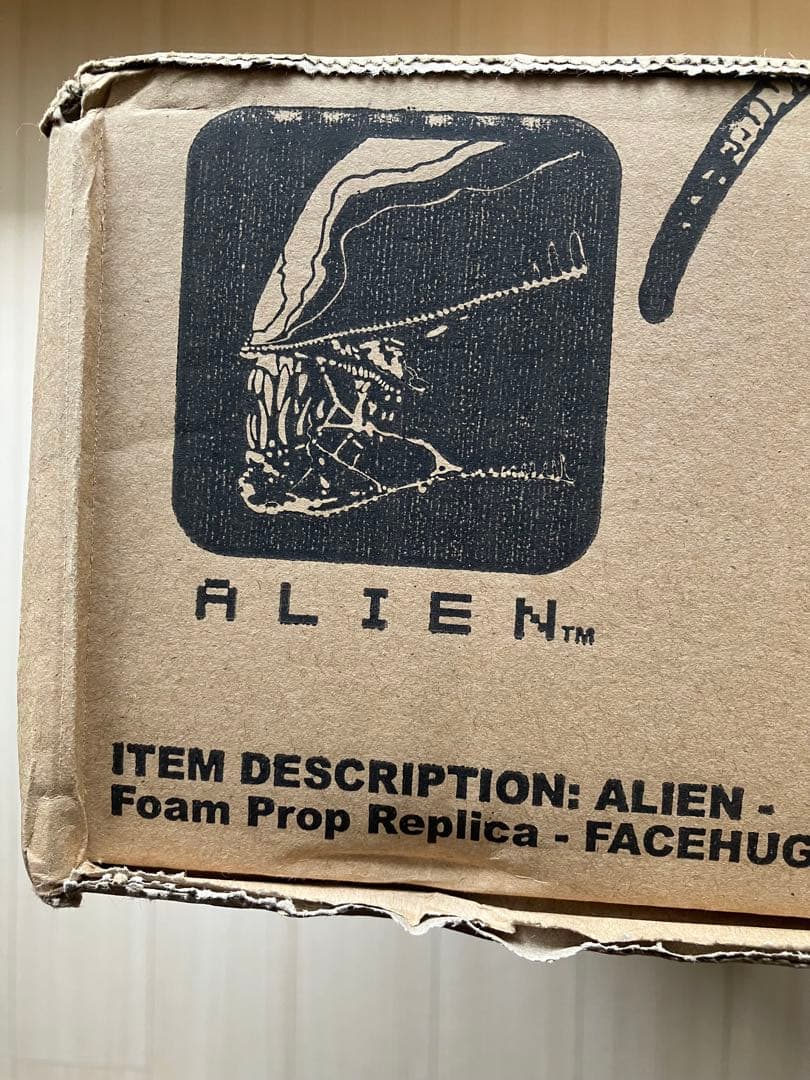 ALIEN™
ITEM DESCRIPTION: ALIEN -
Foam Prop Replica - FACEHUG